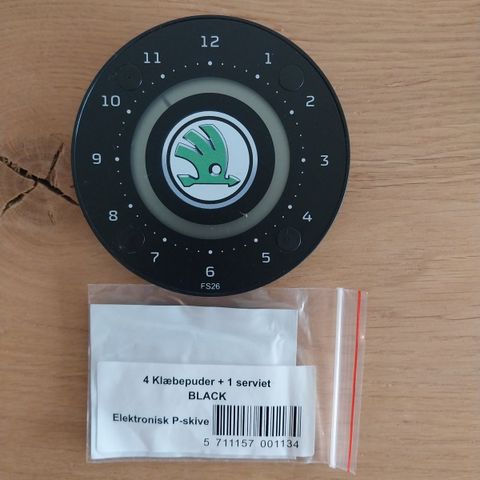 12
11 1
10 2
9 3
8 4
7 5
6
FS26
4 Klæbepuder + 1 serviet
BLACK
Elektronisk P-skive
5 711157 001134